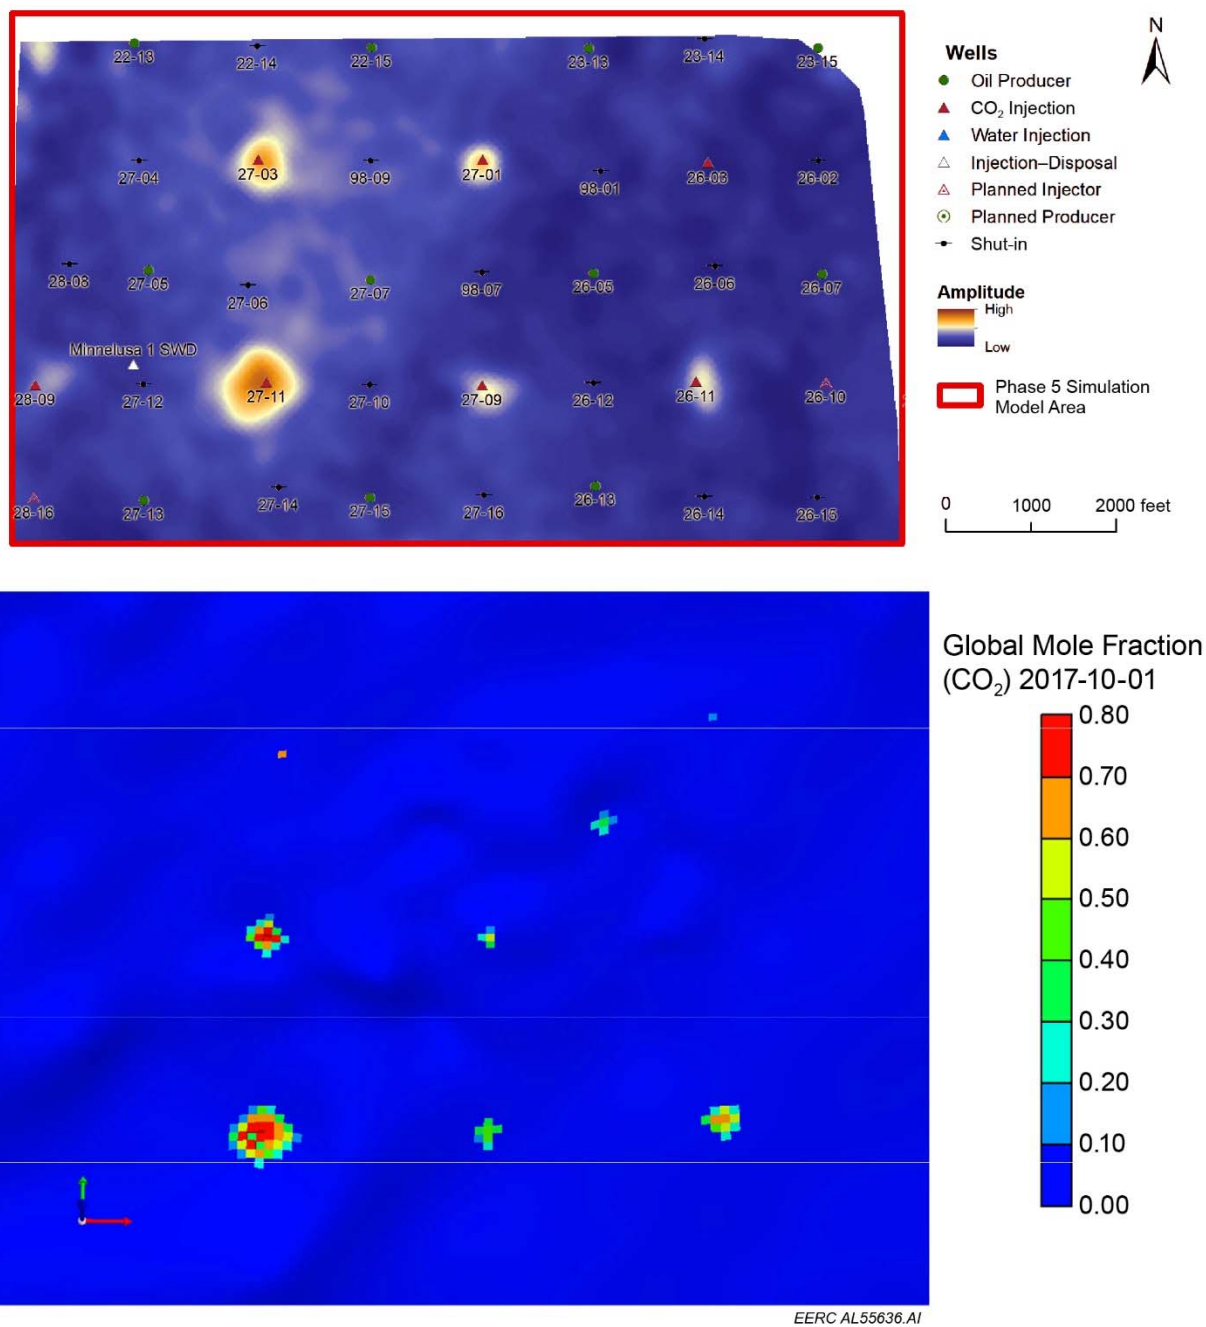 22-13
22-14
22-15
23-13
23-14
23-15
27-04
27-03
98-09
27-01
98-01
26-03
26-02
28-08
27-05
27-06
27-07
98-07
26-05
26-06
26-07
Minnelusa 1 SWD
28-09
27-12
27-11
27-10
27-09
26-12
26-11
26-10
28-16
27-13
27-14
27-15
27-16
26-13
26-14
26-15
N
Wells
Oil Producer
CO₂ Injection
Water Injection
Injection–Disposal
Planned Injector
Planned Producer
Shut-in
Amplitude
High
Low
Phase 5 Simulation
Model Area
0 1000 2000 feet
Global Mole Fraction
(CO₂) 2017-10-01
0.80
0.70
0.60
0.50
0.40
0.30
0.20
0.10
0.00
EERC AL55636.AI